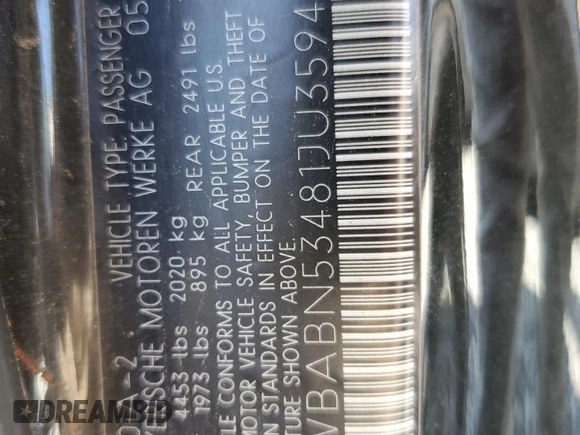 VEHICLE TYPE: PASSENGER
MOTOREN WERKE AG 05
4453 -lbs 2020 kg
1973 -lbs 895 kg REAR 2491 lbs
LE CONFORMS TO ALL APPLICABLE U.S.
MOTOR VEHICLE SAFETY, BUMPER AND THEFT
N STANDARDS IN EFFECT ON THE DATE OF
TURE SHOWN ABOVE.
VBABN53481JU3594
DREAMBID